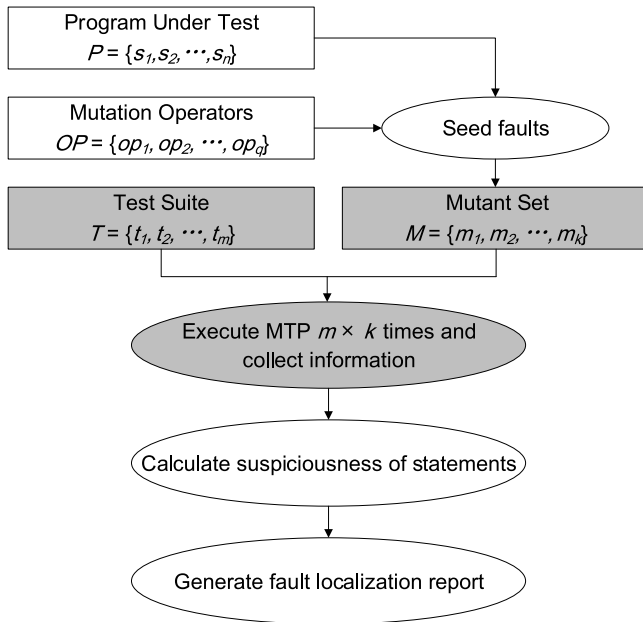 Program Under Test
P = {s₁,s₂,⋯,sₙ}
Mutation Operators
OP = {op₁, op₂, ⋯, op_q}
Seed faults
Test Suite
T = {t₁, t₂, ⋯, tₘ}
Mutant Set
M = {m₁, m₂, ⋯, mₖ}
Execute MTP m × k times and
collect information
Calculate suspiciousness of statements
Generate fault localization report